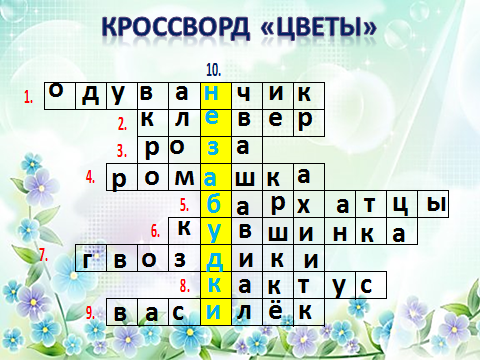 КРОССВОРД «ЦВЕТЫ»
10.
1. одуванчик
2. клевер
3. роза
4. ромашка
5. бархатцы
6. кувшинка
7. гвоздики
8. кактус
9. василёк